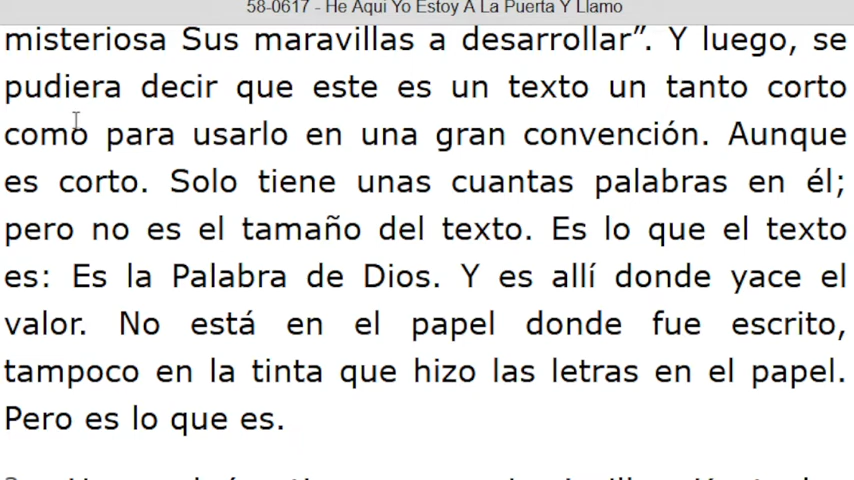 58-0617 - He Aquí Yo Estoy A La Puerta Y Llamo
misteriosa Sus maravillas a desarrollar”. Y luego, se
pudiera decir que este es un texto un tanto corto
como para usarlo en una gran convención. Aunque
es corto. Solo tiene unas cuantas palabras en él;
pero no es el tamaño del texto. Es lo que el texto
es: Es la Palabra de Dios. Y es allí donde yace el
valor. No está en el papel donde fue escrito,
tampoco en la tinta que hizo las letras en el papel.
Pero es lo que es.